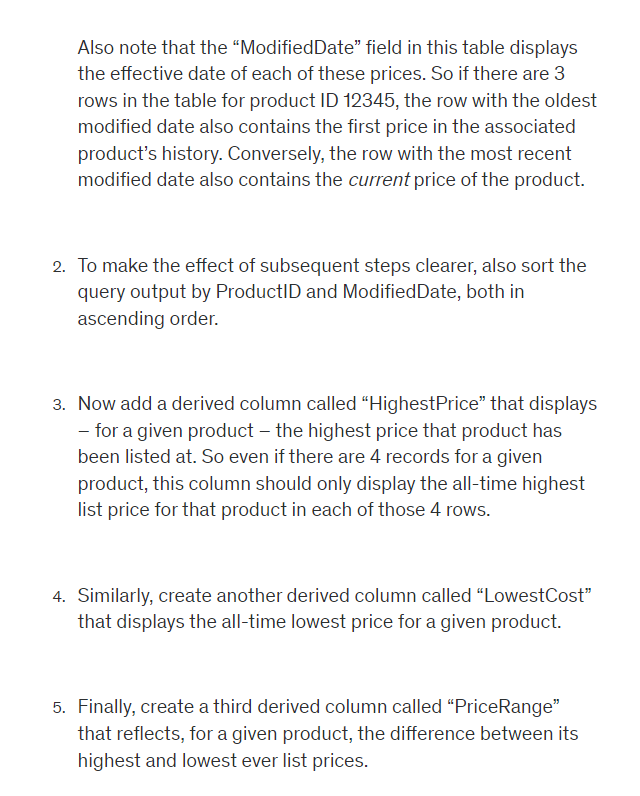 Also note that the “ModifiedDate” field in this table displays
the effective date of each of these prices. So if there are 3
rows in the table for product ID 12345, the row with the oldest
modified date also contains the first price in the associated
product’s history. Conversely, the row with the most recent
modified date also contains the current price of the product.
2. To make the effect of subsequent steps clearer, also sort the
query output by ProductID and ModifiedDate, both in
ascending order.
3. Now add a derived column called “HighestPrice” that displays
– for a given product – the highest price that product has
been listed at. So even if there are 4 records for a given
product, this column should only display the all-time highest
list price for that product in each of those 4 rows.
4. Similarly, create another derived column called “LowestCost”
that displays the all-time lowest price for a given product.
5. Finally, create a third derived column called “PriceRange”
that reflects, for a given product, the difference between its
highest and lowest ever list prices.